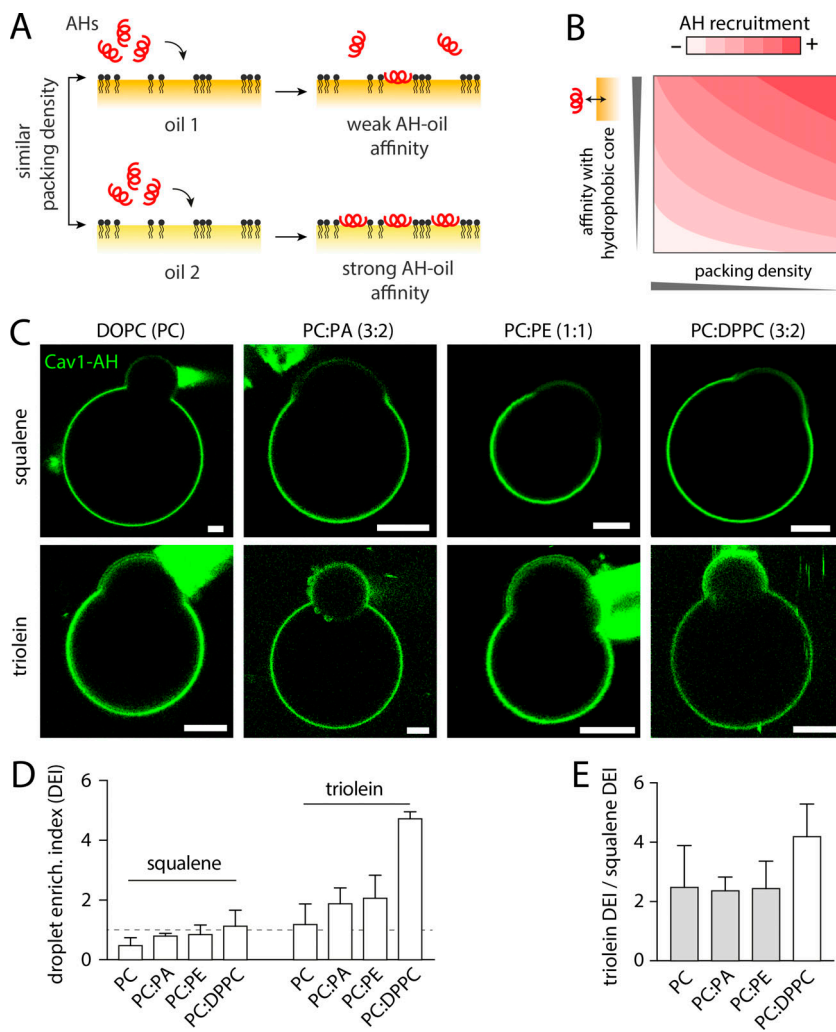 A
AHs
similar
packing density
oil 1
weak AH-oil
affinity
oil 2
strong AH-oil
affinity
B
AH recruitment
– +
affinity with
hydrophobic core
packing density
C
DOPC (PC) PC:PA (3:2) PC:PE (1:1) PC:DPPC (3:2)
Cav1-AH
squalene
triolein
D
droplet enrich. index (DEI)
6
4
2
0
squalene
triolein
PC PC:PA PC:PE PC:DPPC PC PC:PA PC:PE PC:DPPC
E
triolein DEI / squalene DEI
6
4
2
0
PC PC:PA PC:PE PC:DPPC